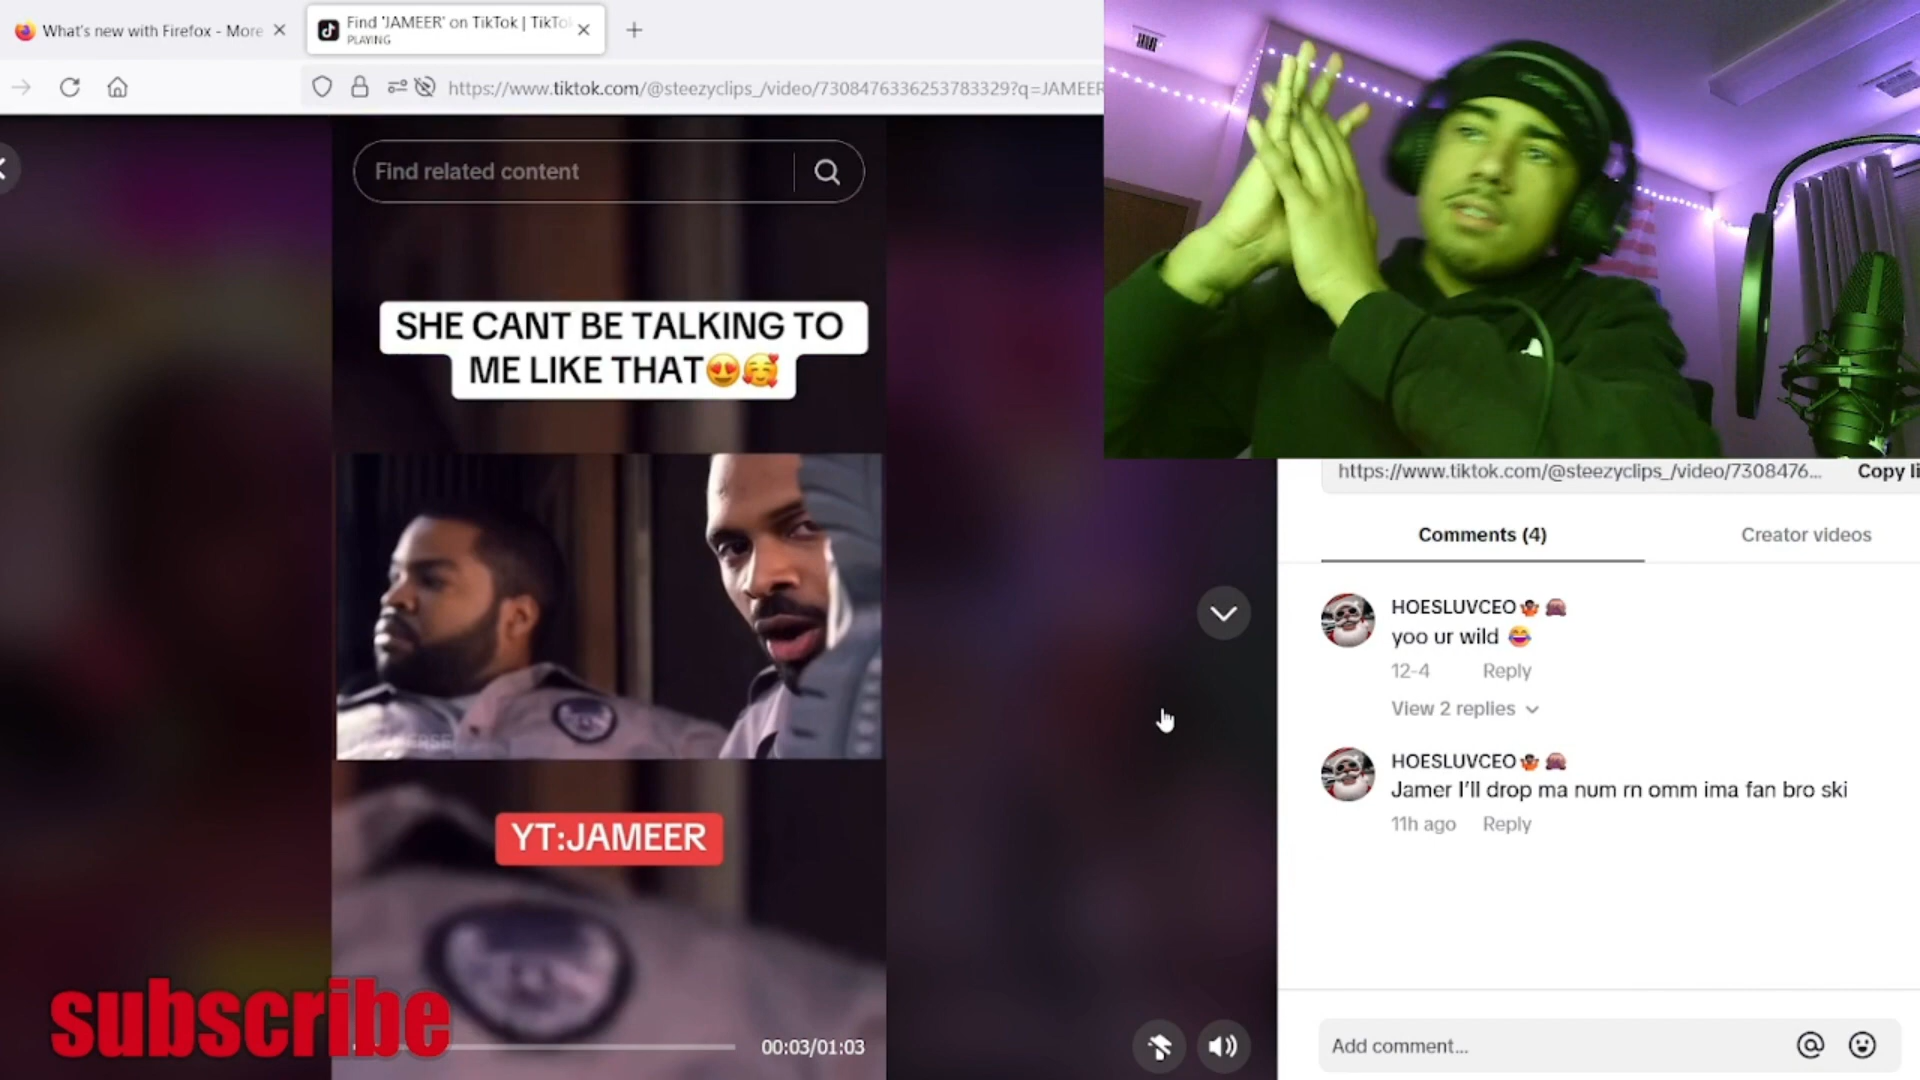 What's new with Firefox - More
Find 'JAMEER' on TikTok | TikTo
PLAYING
https://www.tiktok.com/@steezyclips_/video/7308476336253783329?q=JAMEER
Find related content
SHE CANT BE TALKING TO
ME LIKE THAT😍🥰
YT:JAMEER
subscribe
00:03/01:03
https://www.tiktok.com/@steezyclips_/video/7308476...
Copy li
Comments (4)
Creator videos
HOESLUVCEO
yoo ur wild 😂
12-4 Reply
View 2 replies
HOESLUVCEO
Jamer I'll drop ma num rn omm ima fan bro ski
11h ago Reply
Add comment...